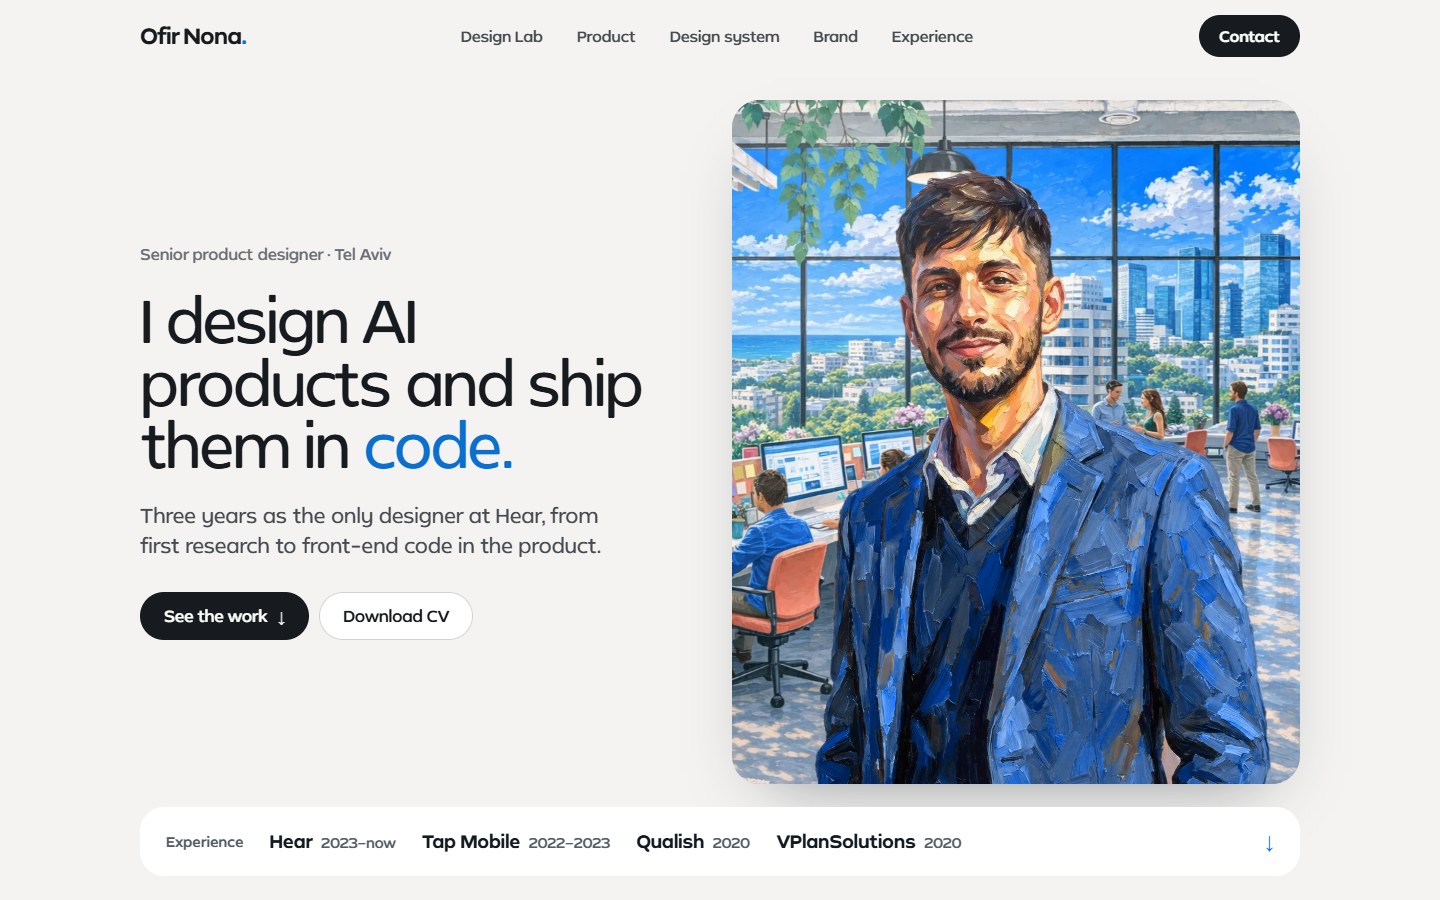 Ofir Nona.
Design Lab
Product
Design system
Brand
Experience
Contact
Senior product designer · Tel Aviv
I design AI
products and ship
them in code.
Three years as the only designer at Hear, from
first research to front-end code in the product.
See the work ↓
Download CV
Experience
Hear 2023–now
Tap Mobile 2022–2023
Qualish 2020
VPlanSolutions 2020
↓